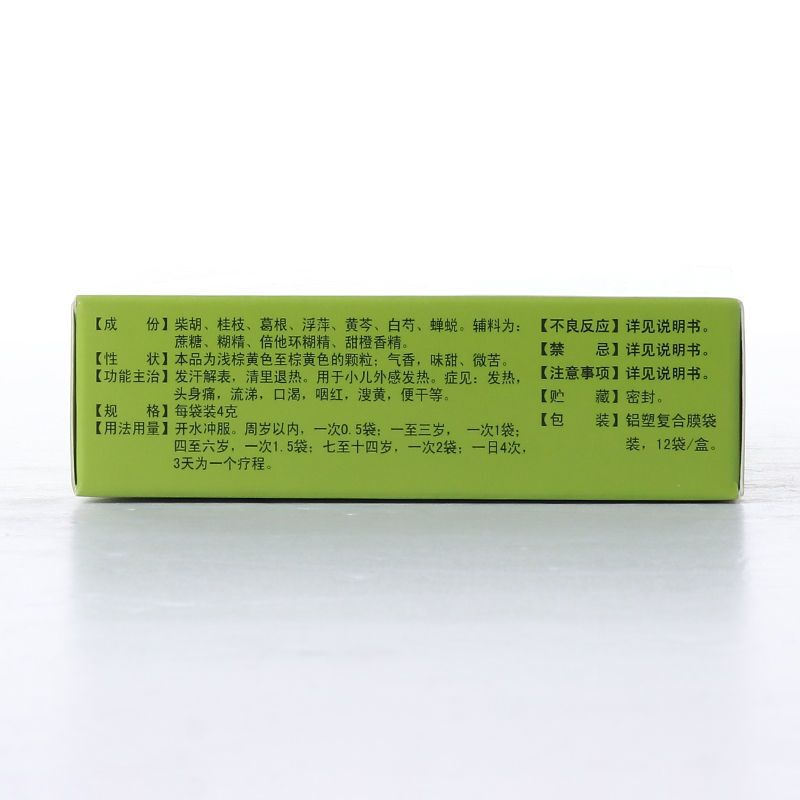 【成　份】柴胡、桂枝、葛根、浮萍、黄芩、白芍、蝉蜕。辅料为：
蔗糖、糊精、倍他环糊精、甜橙香精。
【性　状】本品为浅棕黄色至棕黄色的颗粒；气香，味甜、微苦。
【功能主治】发汗解表，清里退热。用于小儿外感发热。症见：发热，
头身痛，流涕，口渴，咽红，溲黄，便干等。
【规　格】每袋装4克
【用法用量】开水冲服。周岁以内，一次0.5袋；一至三岁，一次1袋；
四至六岁，一次1.5袋；七至十四岁，一次2袋；一日4次，
3天为一个疗程。
【不良反应】详见说明书。
【禁　忌】详见说明书。
【注意事项】详见说明书。
【贮　藏】密封。
【包　装】铝塑复合膜袋
装，12袋/盒。